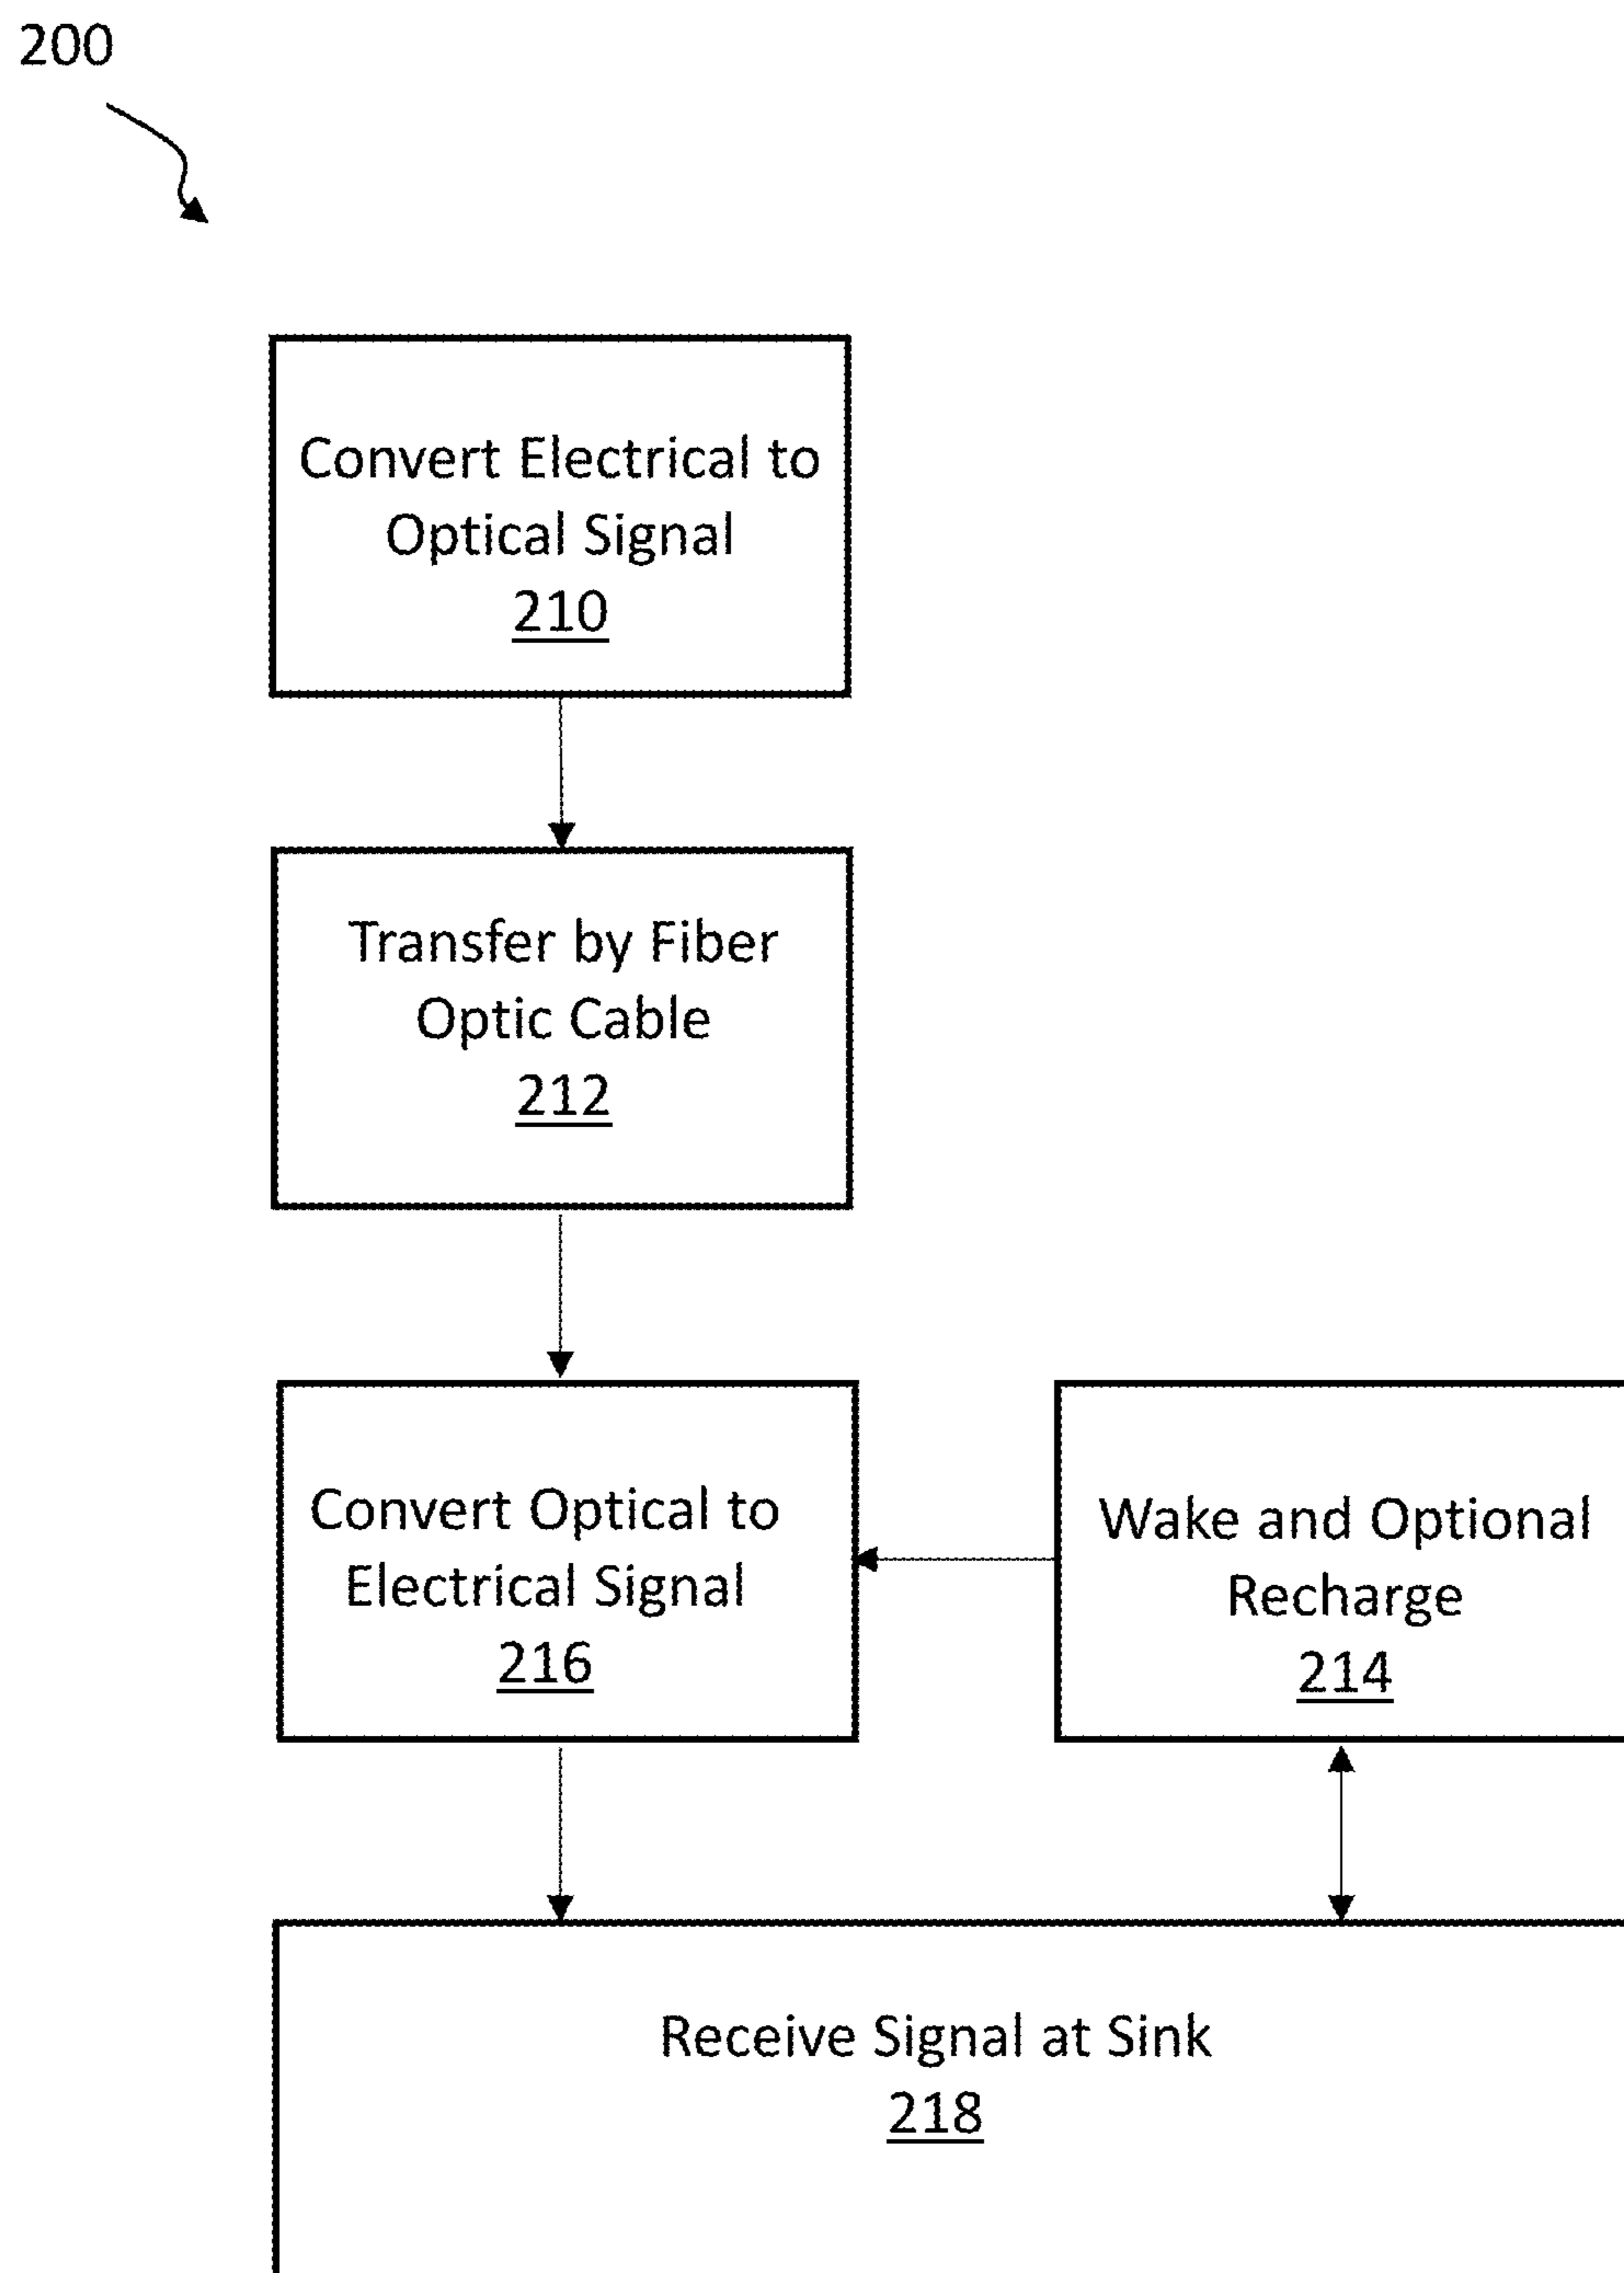 200
Convert Electrical to
Optical Signal
210
Transfer by Fiber
Optic Cable
212
Convert Optical to
Electrical Signal
216
Wake and Optional
Recharge
214
Receive Signal at Sink
218